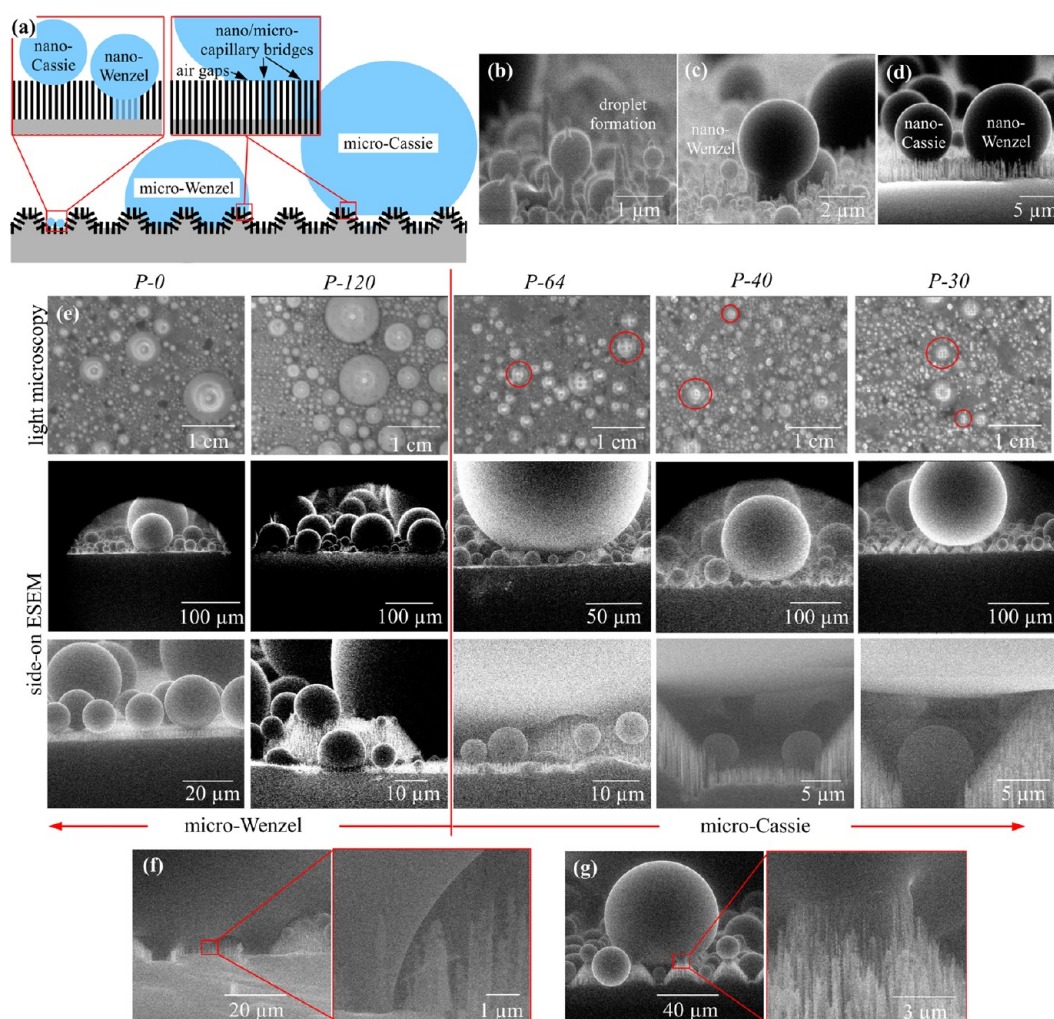 (a)
nano-
Cassie
nano-
Wenzel
nano/micro-
capillary bridges
air gaps
micro-Wenzel
micro-Cassie
(b)
droplet
formation
1 µm
(c)
nano-
Wenzel
2 µm
(d)
nano-
Cassie
nano-
Wenzel
5 µm
P-0
P-120
P-64
P-40
P-30
(e)
light microscopy
1 cm
1 cm
1 cm
1 cm
1 cm
side-on ESEM
100 µm
100 µm
50 µm
100 µm
100 µm
20 µm
10 µm
10 µm
5 µm
5 µm
micro-Wenzel
micro-Cassie
(f)
20 µm
1 µm
(g)
40 µm
3 µm